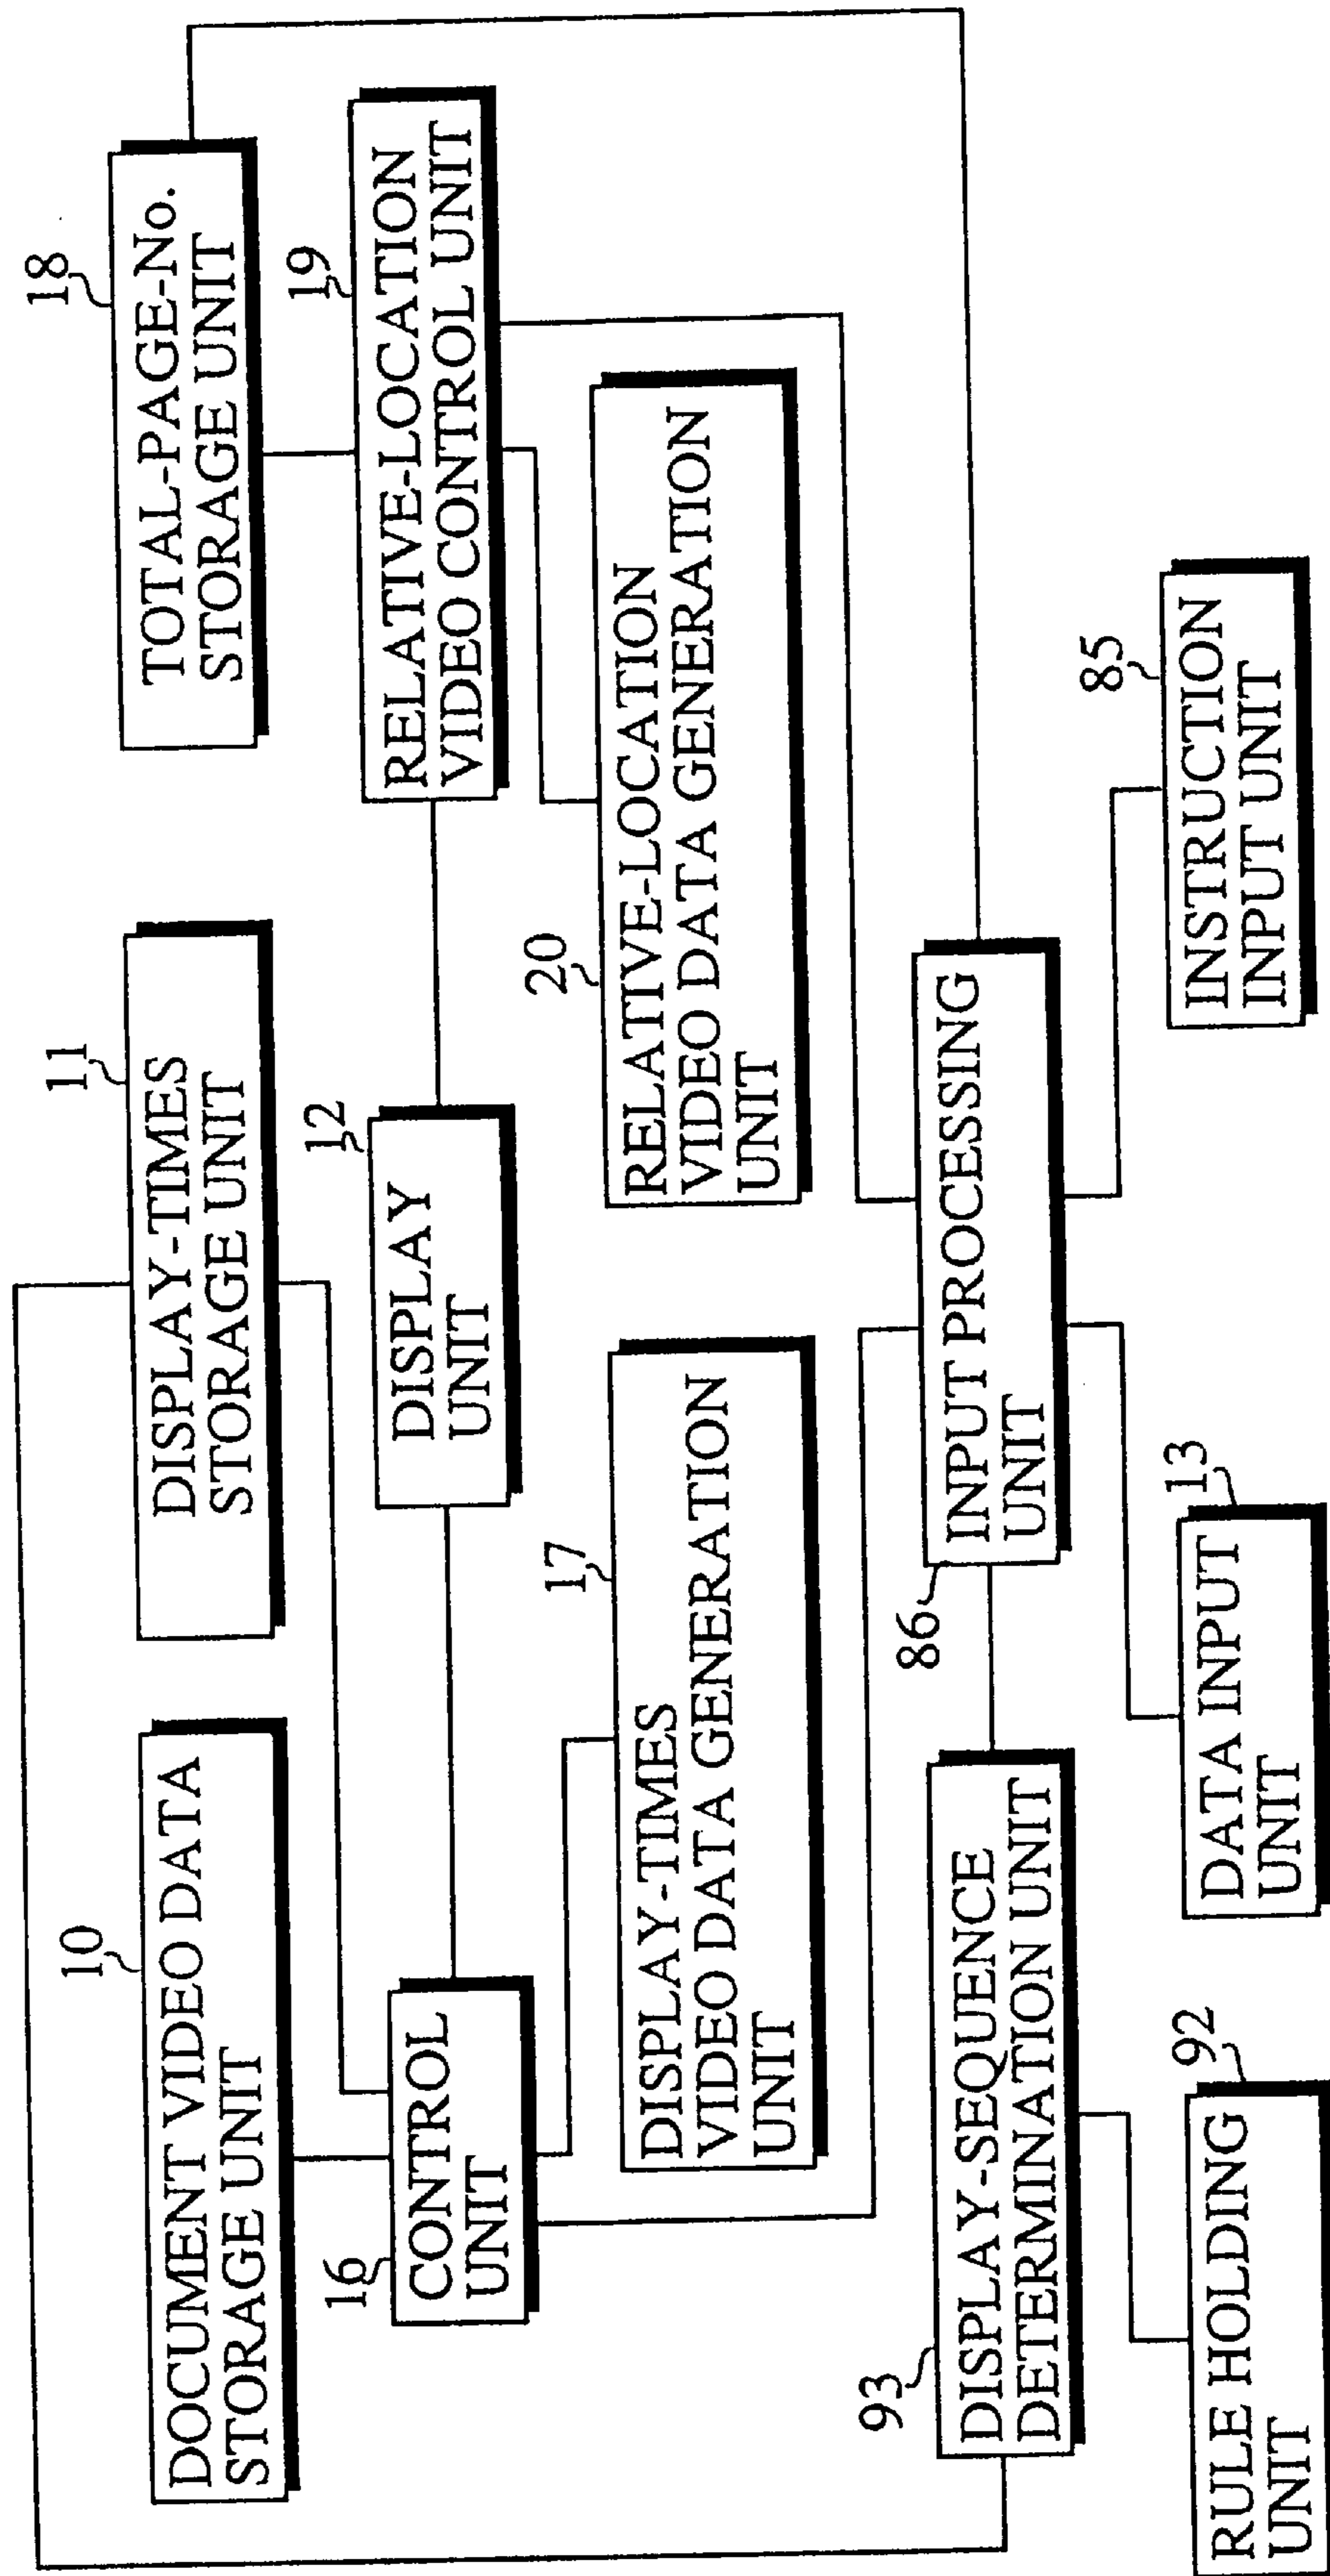 10
DOCUMENT VIDEO DATA
STORAGE UNIT
11
DISPLAY-TIMES
STORAGE UNIT
18
TOTAL-PAGE-No.
STORAGE UNIT
16
CONTROL
UNIT
12
DISPLAY
UNIT
19
RELATIVE-LOCATION
VIDEO CONTROL UNIT
17
DISPLAY-TIMES
VIDEO DATA GENERATION
UNIT
20
RELATIVE-LOCATION
VIDEO DATA GENERATION
UNIT
93
DISPLAY-SEQUENCE
DETERMINATION UNIT
86
INPUT PROCESSING
UNIT
92
RULE HOLDING
UNIT
13
DATA INPUT
UNIT
85
INSTRUCTION
INPUT UNIT